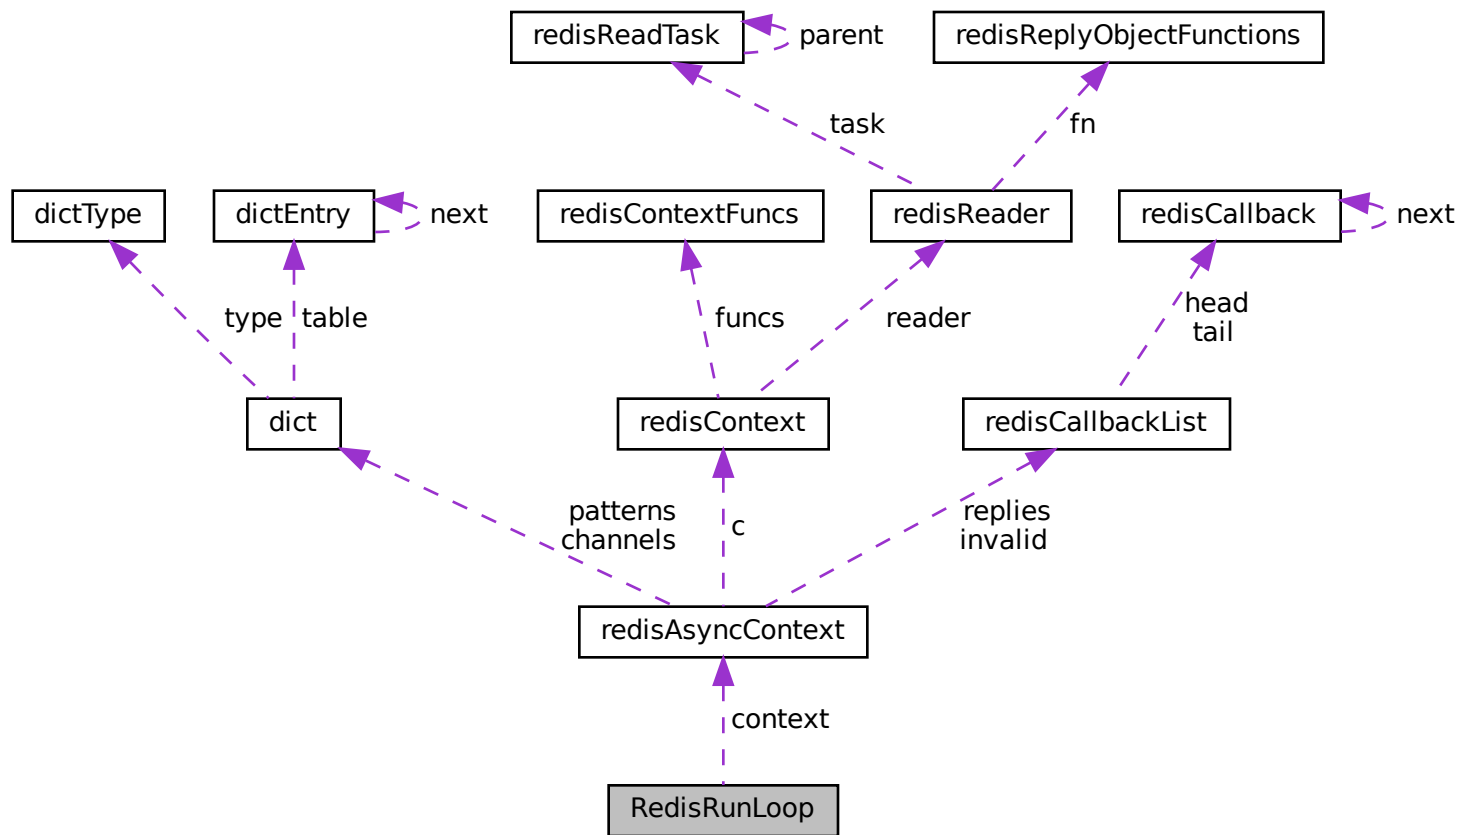 redisReadTask
parent
redisReplyObjectFunctions
task
fn
dictType
dictEntry
next
redisContextFuncs
redisReader
redisCallback
next
type
table
funcs
reader
head
tail
dict
redisContext
redisCallbackList
patterns
channels
c
replies
invalid
redisAsyncContext
context
RedisRunLoop